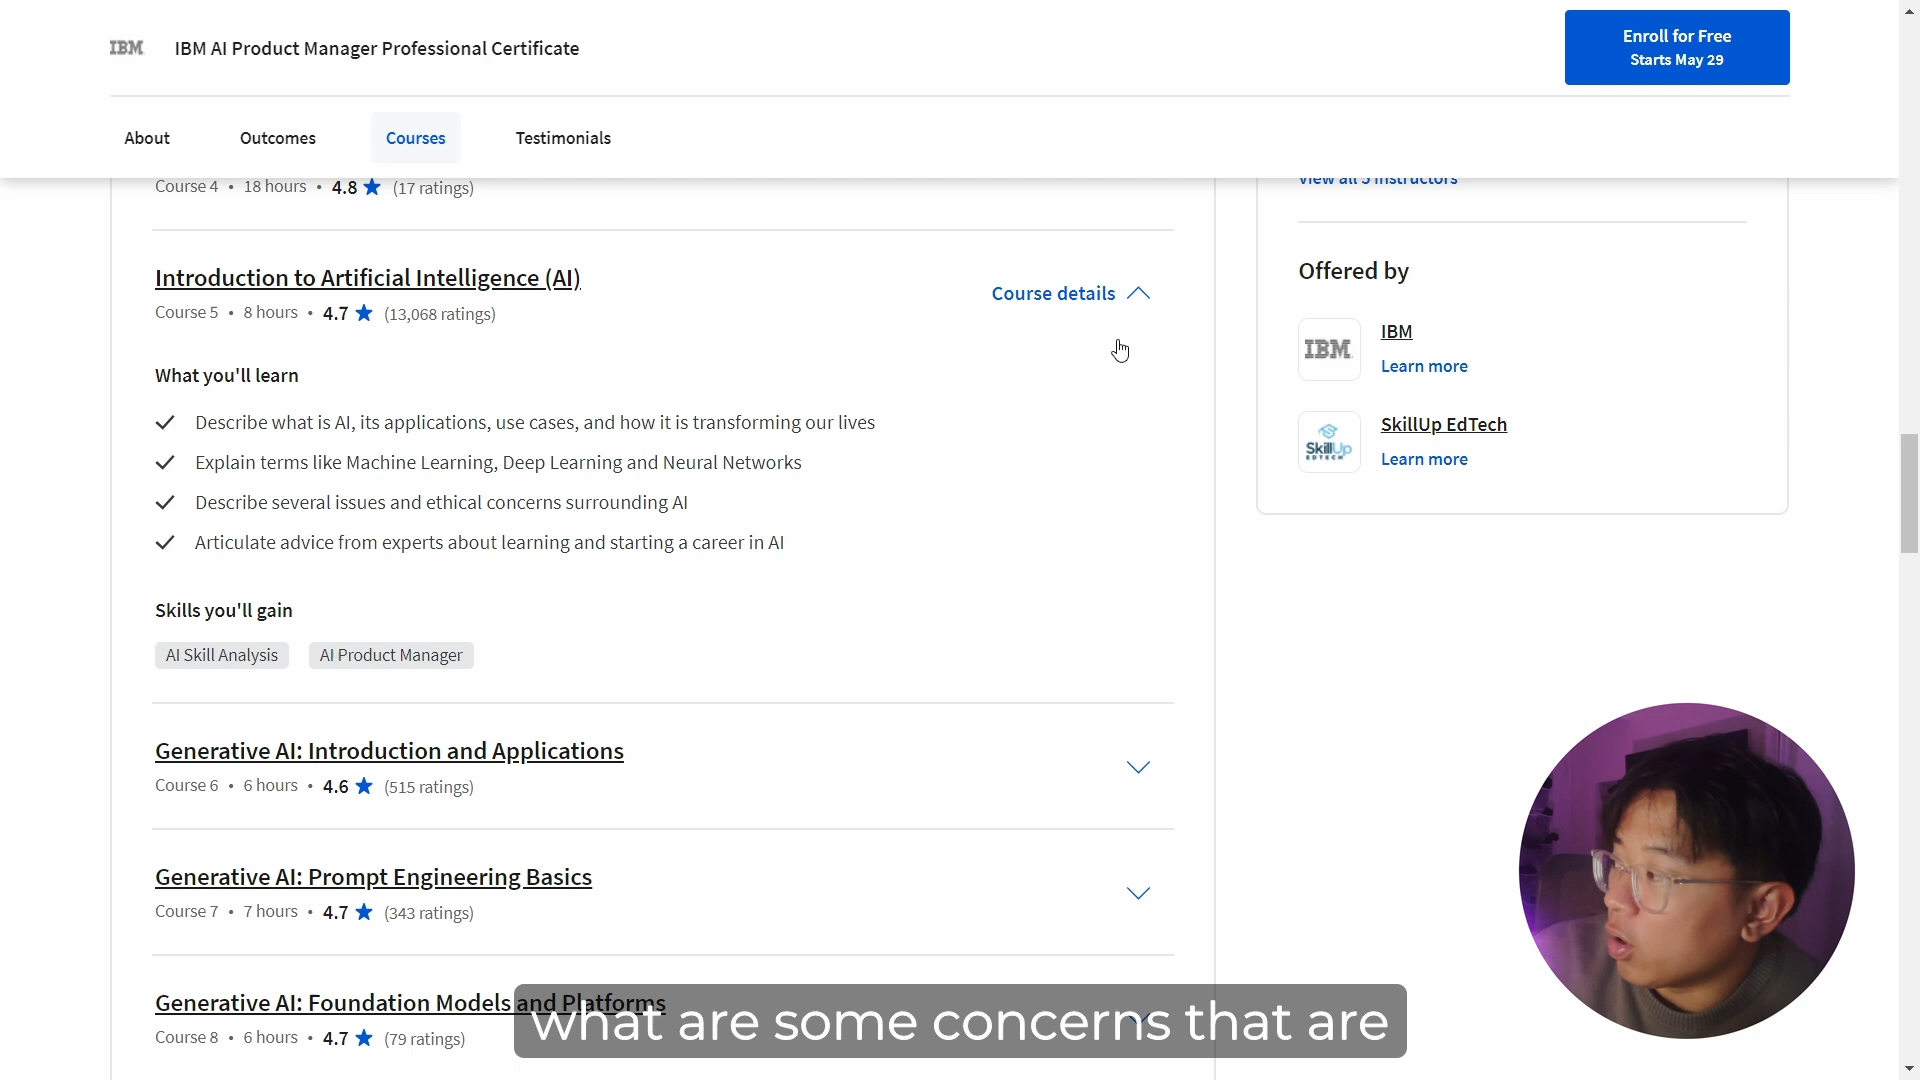 IBM
IBM AI Product Manager Professional Certificate
Enroll for Free
Starts May 29
About
Outcomes
Courses
Testimonials
Course 4 • 18 hours • 4.8 ★ (17 ratings)
Introduction to Artificial Intelligence (AI)
Course 5 • 8 hours • 4.7 ★ (13,068 ratings)
Course details
What you'll learn
Describe what is AI, its applications, use cases, and how it is transforming our lives
Explain terms like Machine Learning, Deep Learning and Neural Networks
Describe several issues and ethical concerns surrounding AI
Articulate advice from experts about learning and starting a career in AI
Skills you'll gain
AI Skill Analysis
AI Product Manager
Generative AI: Introduction and Applications
Course 6 • 6 hours • 4.6 ★ (515 ratings)
Generative AI: Prompt Engineering Basics
Course 7 • 7 hours • 4.7 ★ (343 ratings)
Generative AI: Foundation Models and Platforms
Course 8 • 6 hours • 4.7 ★ (79 ratings)
View all 5 instructors
Offered by
IBM
IBM
Learn more
SkillUp
EDTECH
SkillUp EdTech
Learn more
what are some concerns that are